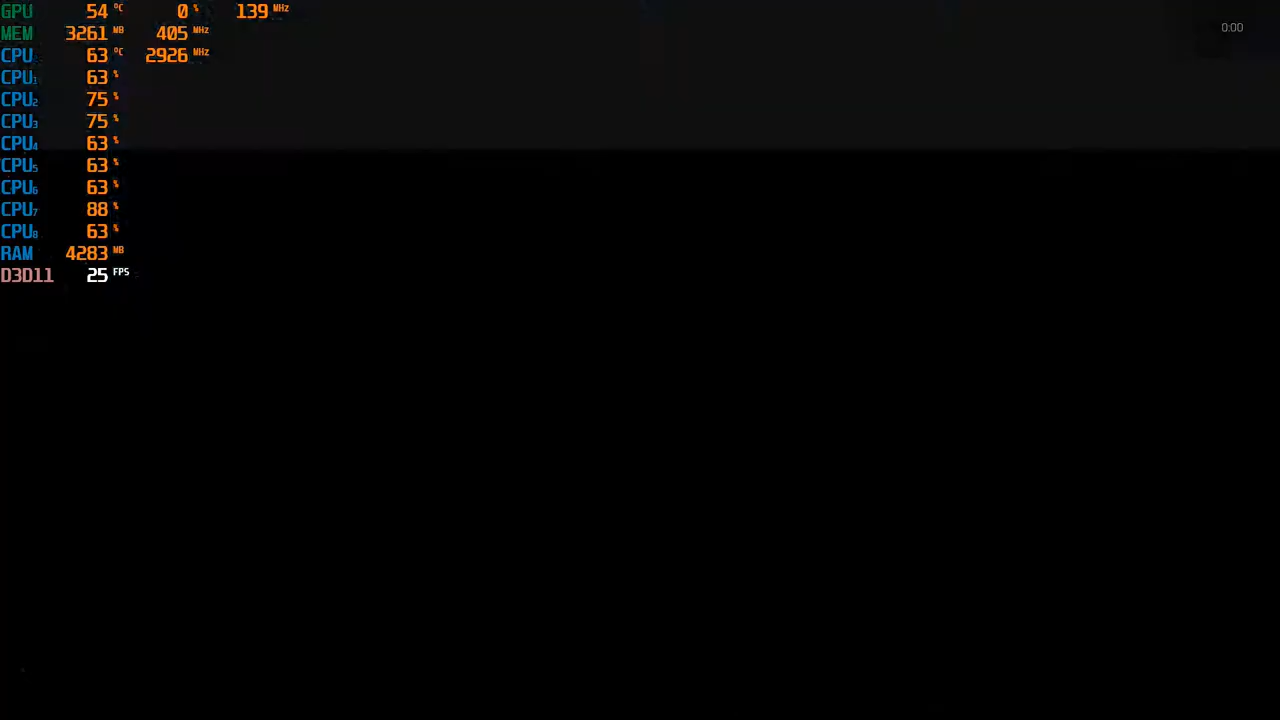 GPU 54 °C 0 % 139 MHz
0:00
MEM 3261 MB 405 MHz
CPU 63 °C 2926 MHz
CPU1 63 %
CPU2 75 %
CPU3 75 %
CPU4 63 %
CPU5 63 %
CPU6 63 %
CPU7 88 %
CPU8 63 %
RAM 4283 MB
D3D11 25 FPS